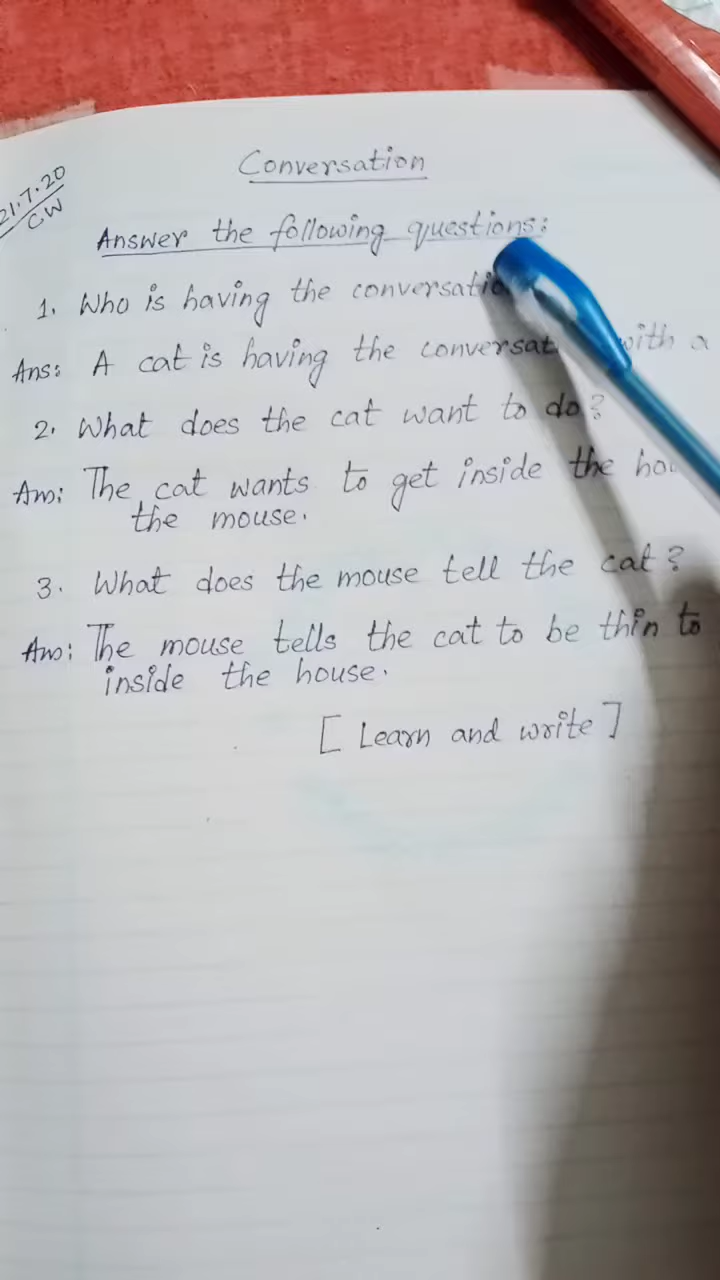 Conversation
21.7.20
CW
Answer the following questions:
1. Who is having the
Ans: A cat is having the with a
2. What does the cat want to do?
Ans: The cat wants to get inside the
the mouse.
3. What does the mouse tell the cat?
Ans: The mouse tells the cat to be thin to
inside the house.
[ Learn and write ]